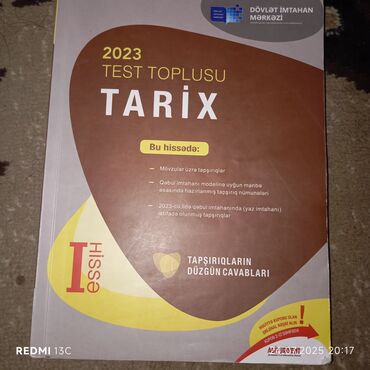 DÖVLƏT İMTAHAN
MƏRKƏZİ
2023
TEST TOPLUSU
TARİX
Bu hissədə:
Mövzular üzrə tapşırıqlar
Qəbul imtahanı modelinə uyğun mənbə
əsasında hazırlanmış tapşırıq nümunələri
2023-cü ildə qəbul imtahanında (yaz imtahanı)
istifadə olunmuş tapşırıqlar
I Hissə
TAPŞIRIQLARIN
DÜZGÜN CAVABLARI
REDMI 13C
2025 20:17